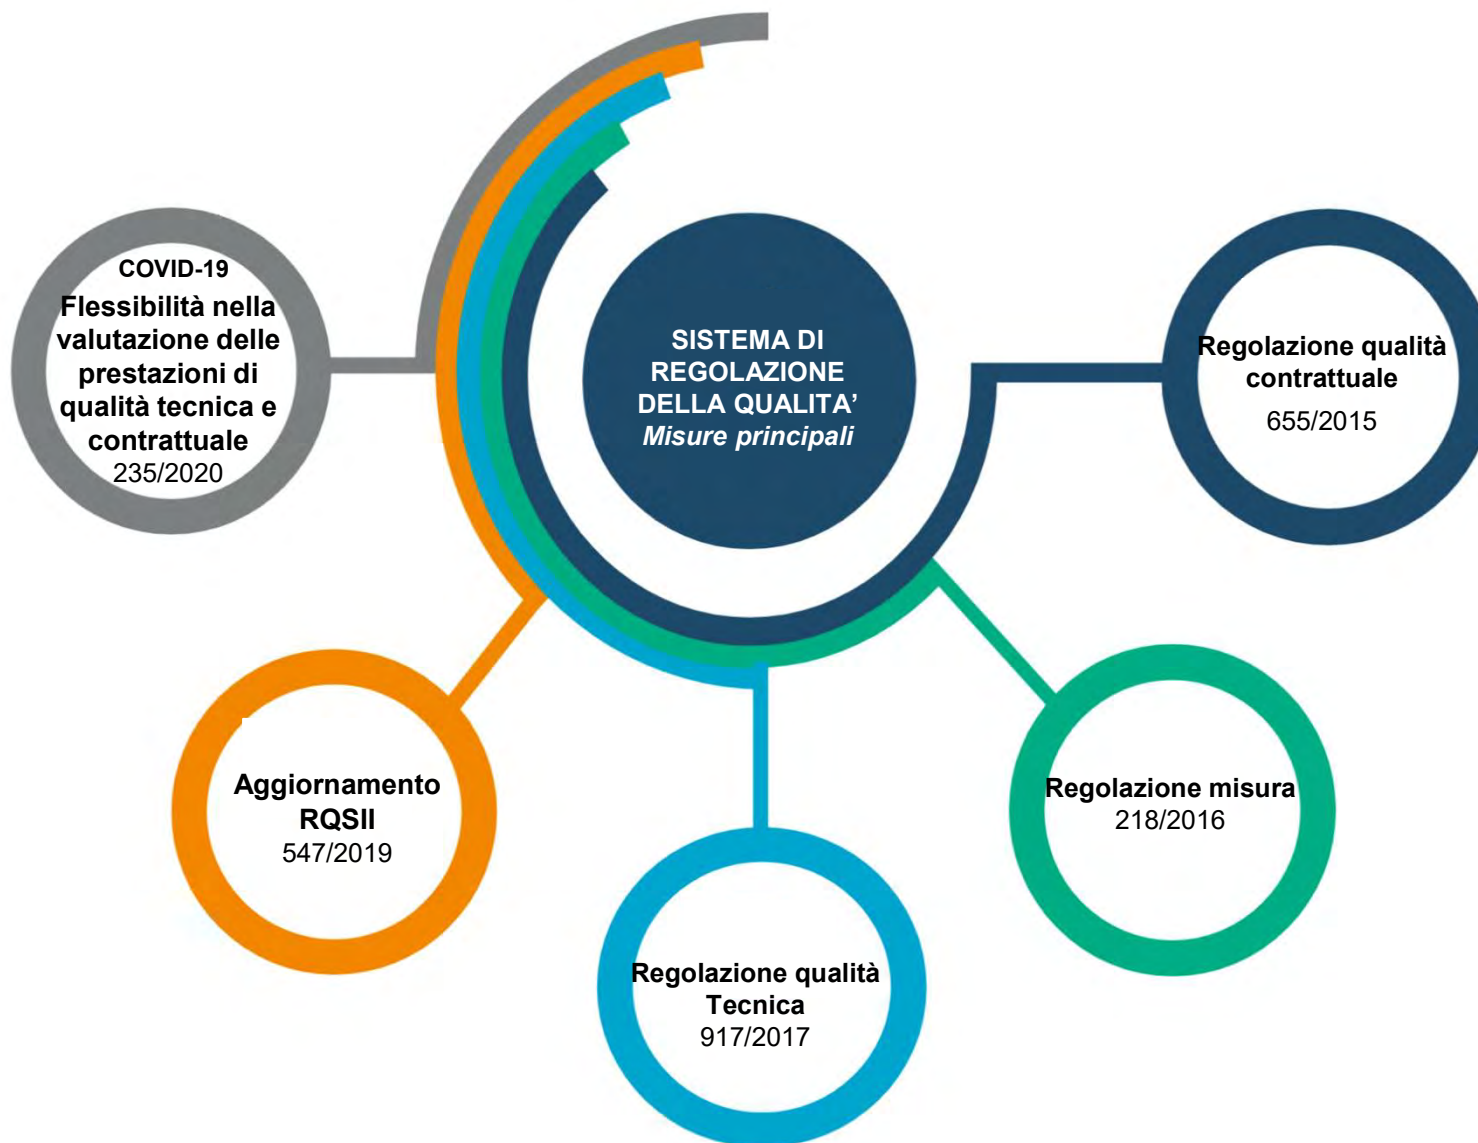 SISTEMA DI
REGOLAZIONE
DELLA QUALITA’
Misure principali
Regolazione qualità
contrattuale
655/2015
Regolazione misura
218/2016
Regolazione qualità
Tecnica
917/2017
Aggiornamento
RQSII
547/2019
COVID-19
Flessibilità nella
valutazione delle
prestazioni di
qualità tecnica e
contrattuale
235/2020